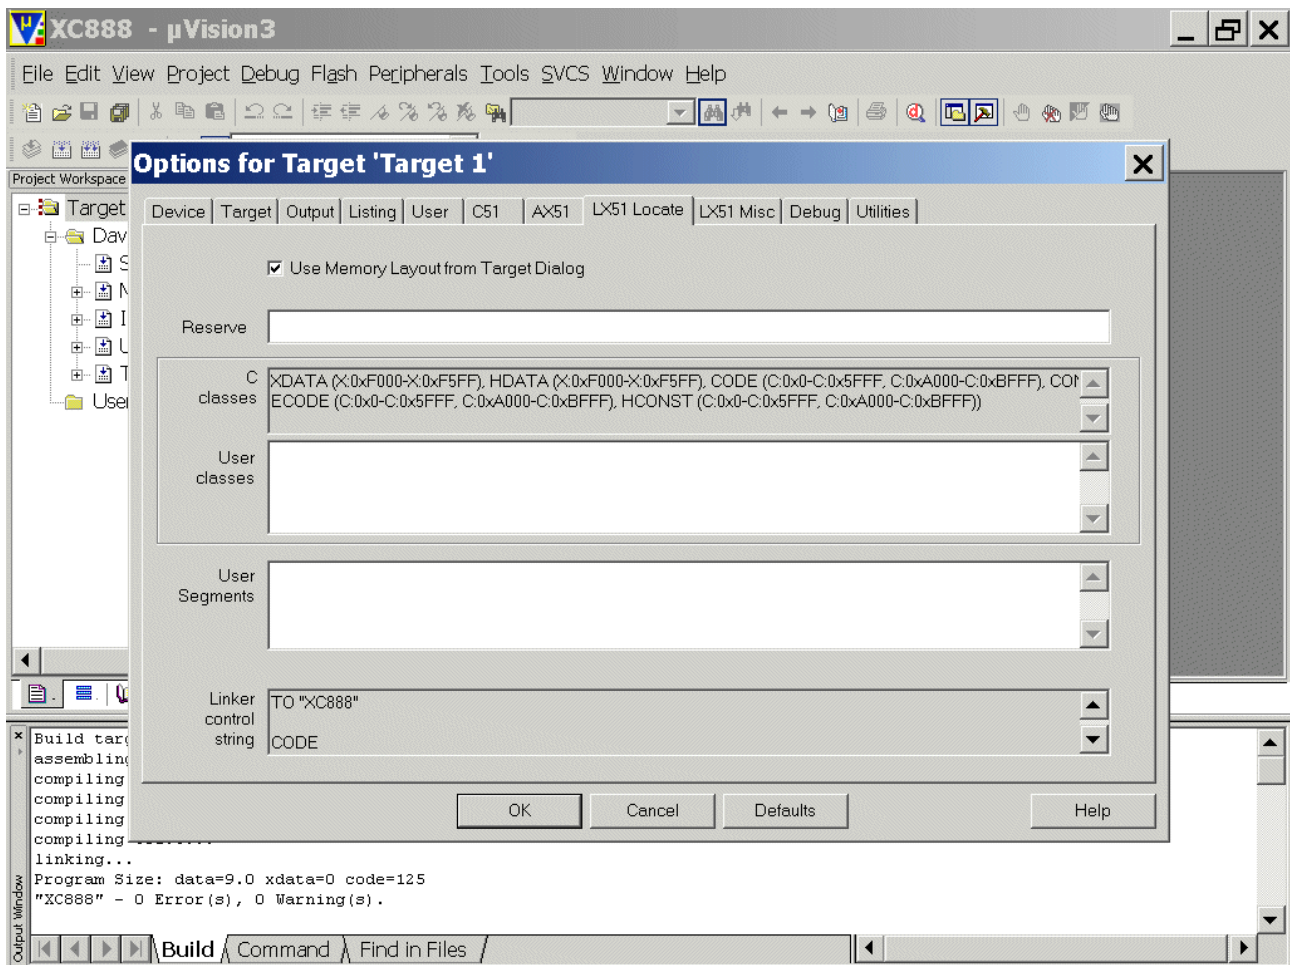 XC888 - µVision3
File Edit View Project Debug Flash Peripherals Tools SVCS Window Help
Project Workspace
Options for Target 'Target 1'
Target
Dav
S
M
I
U
T
User
Device Target Output Listing User C51 AX51 LX51 Locate LX51 Misc Debug Utilities
Use Memory Layout from Target Dialog
Reserve
C classes
XDATA (X:0xF000-X:0xF5FF), HDATA (X:0xF000-X:0xF5FF), CODE (C:0x0-C:0x5FFF, C:0xA000-C:0xBFFF), CON
ECODE (C:0x0-C:0x5FFF, C:0xA000-C:0xBFFF), HCONST (C:0x0-C:0x5FFF, C:0xA000-C:0xBFFF))
User
classes
User
Segments
Linker
control
string
TO "XC888"
CODE
OK Cancel Defaults Help
Build targ
assembling
compiling
compiling
compiling
compiling
linking...
Program Size: data=9.0 xdata=0 code=125
"XC888" - 0 Error(s), 0 Warning(s).
Output Window
Build Command Find in Files